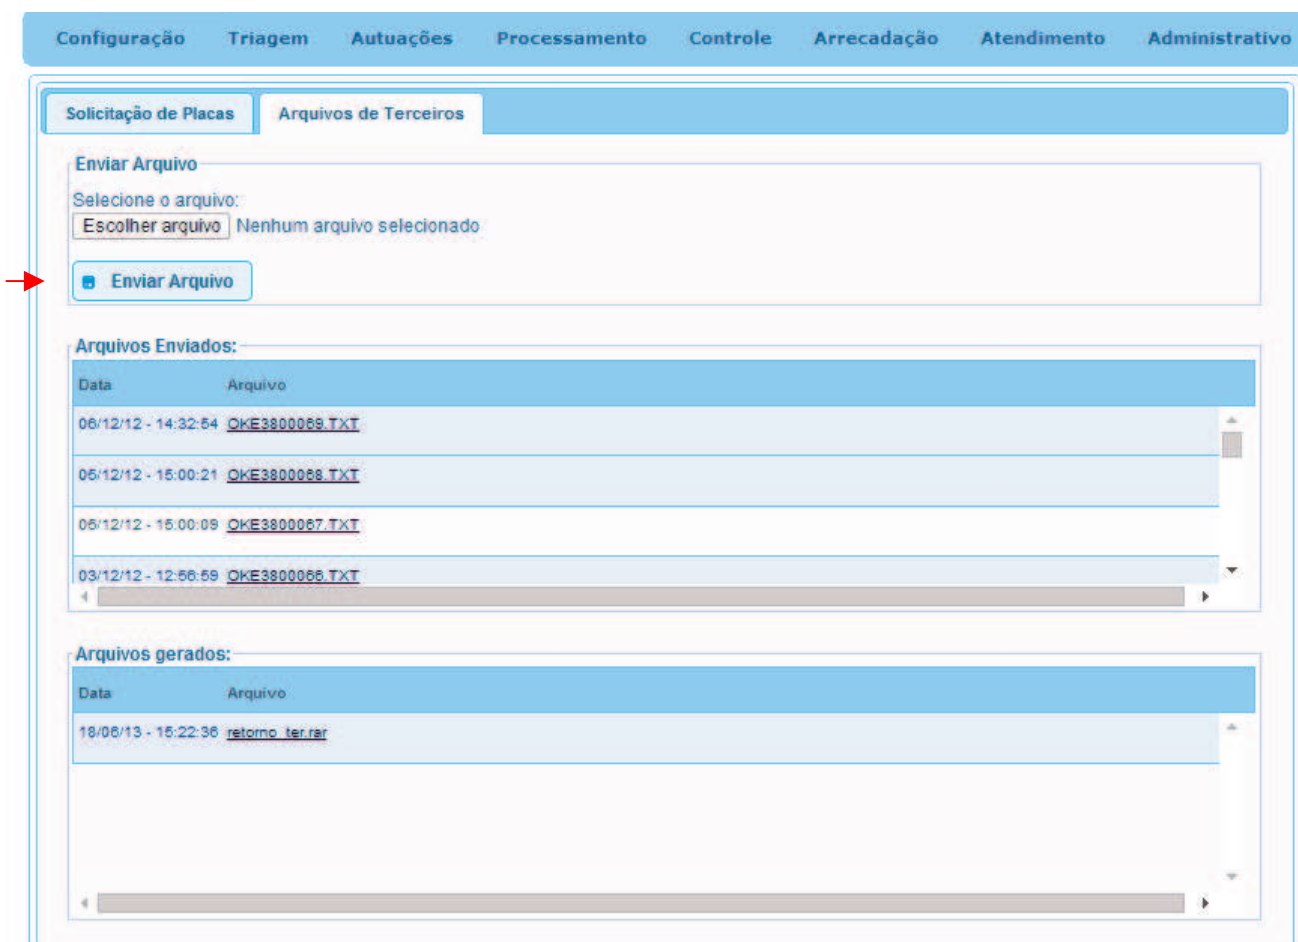 Configuração Triagem Autuações Processamento Controle Arrecadação Atendimento Administrativo
Solicitação de Placas Arquivos de Terceiros
Enviar Arquivo
Selecione o arquivo:
Escolher arquivo Nenhum arquivo selecionado
Enviar Arquivo
Arquivos Enviados:
Data Arquivo
06/12/12 - 14:32:54 OKE3800069.TXT
05/12/12 - 15:00:21 OKE3800068.TXT
05/12/12 - 15:00:09 OKE3800067.TXT
03/12/12 - 12:56:59 OKE3800066.TXT
Arquivos gerados:
Data Arquivo
18/06/13 - 15:22:36 retorno_ter.rar